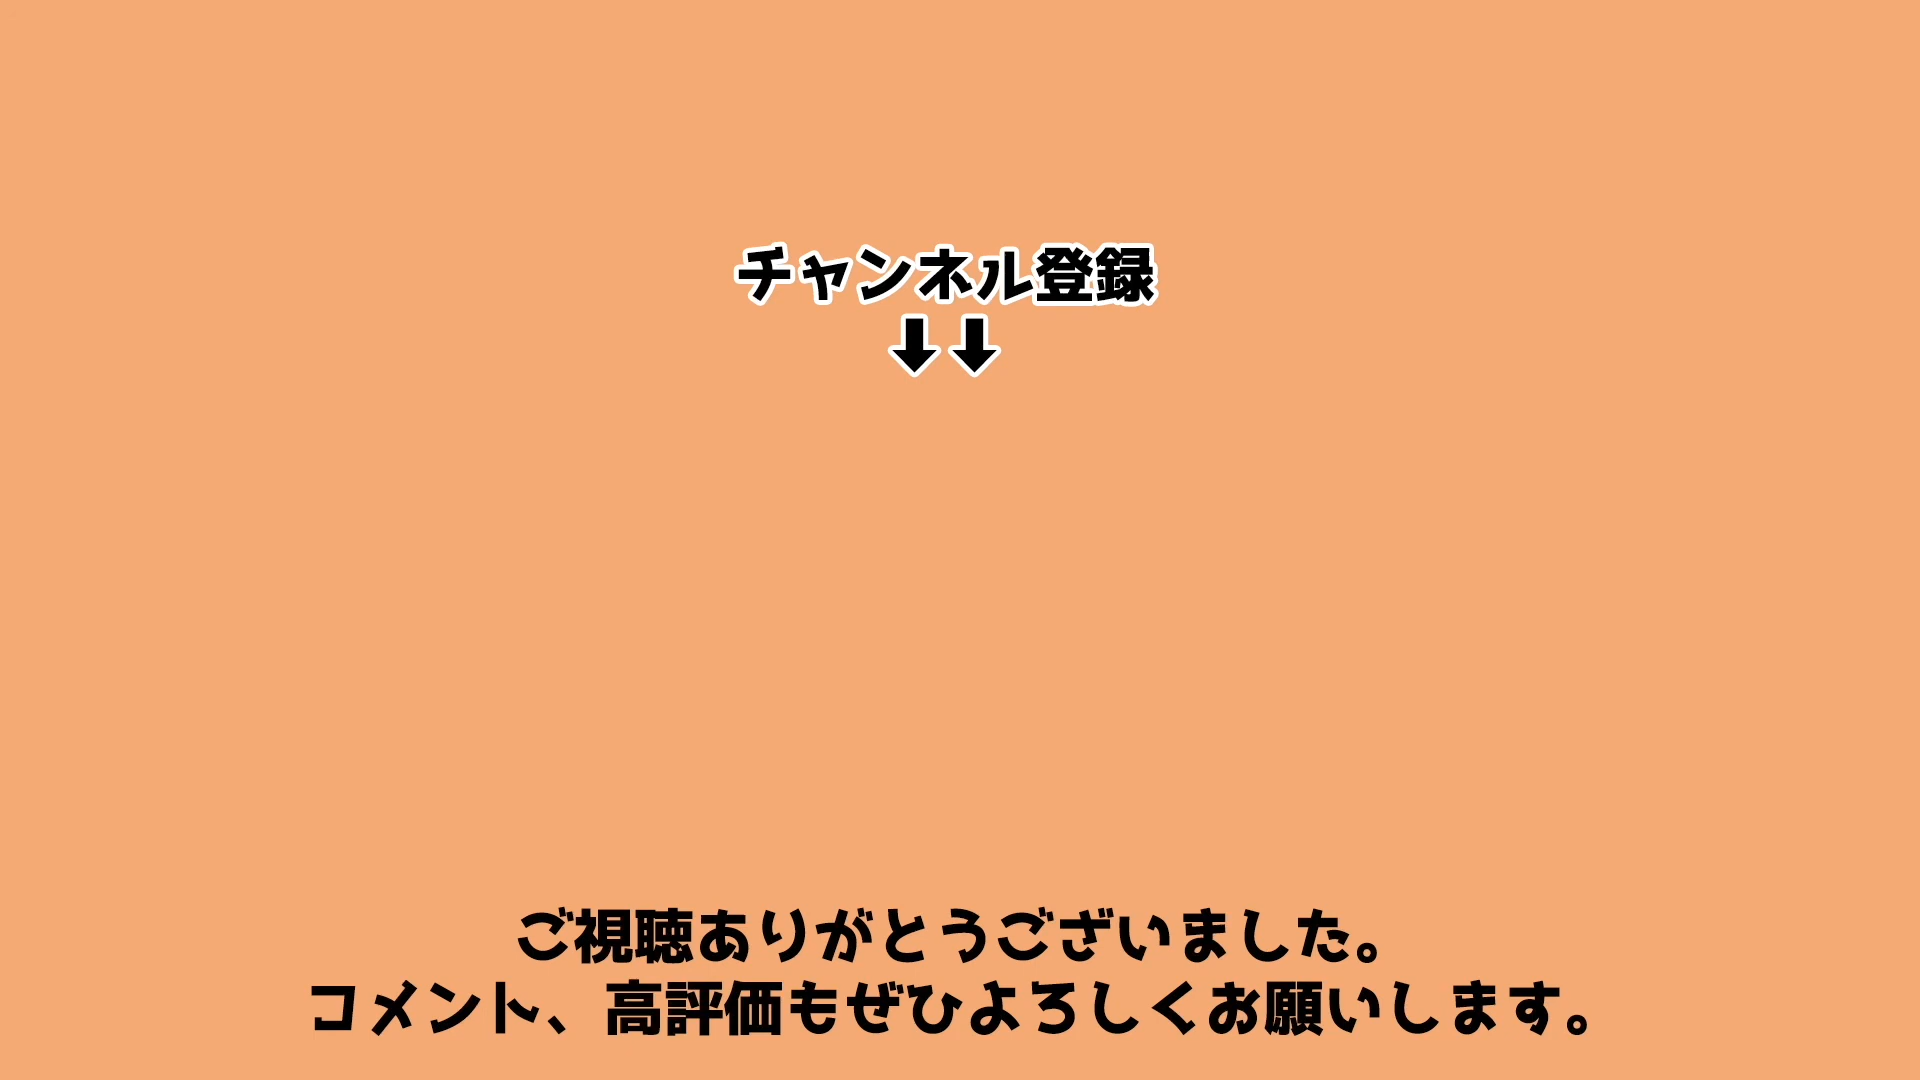 チャンネル登録
⬇⬇
ご視聴ありがとうございました。
コメント、高評価もぜひよろしくお願いします。